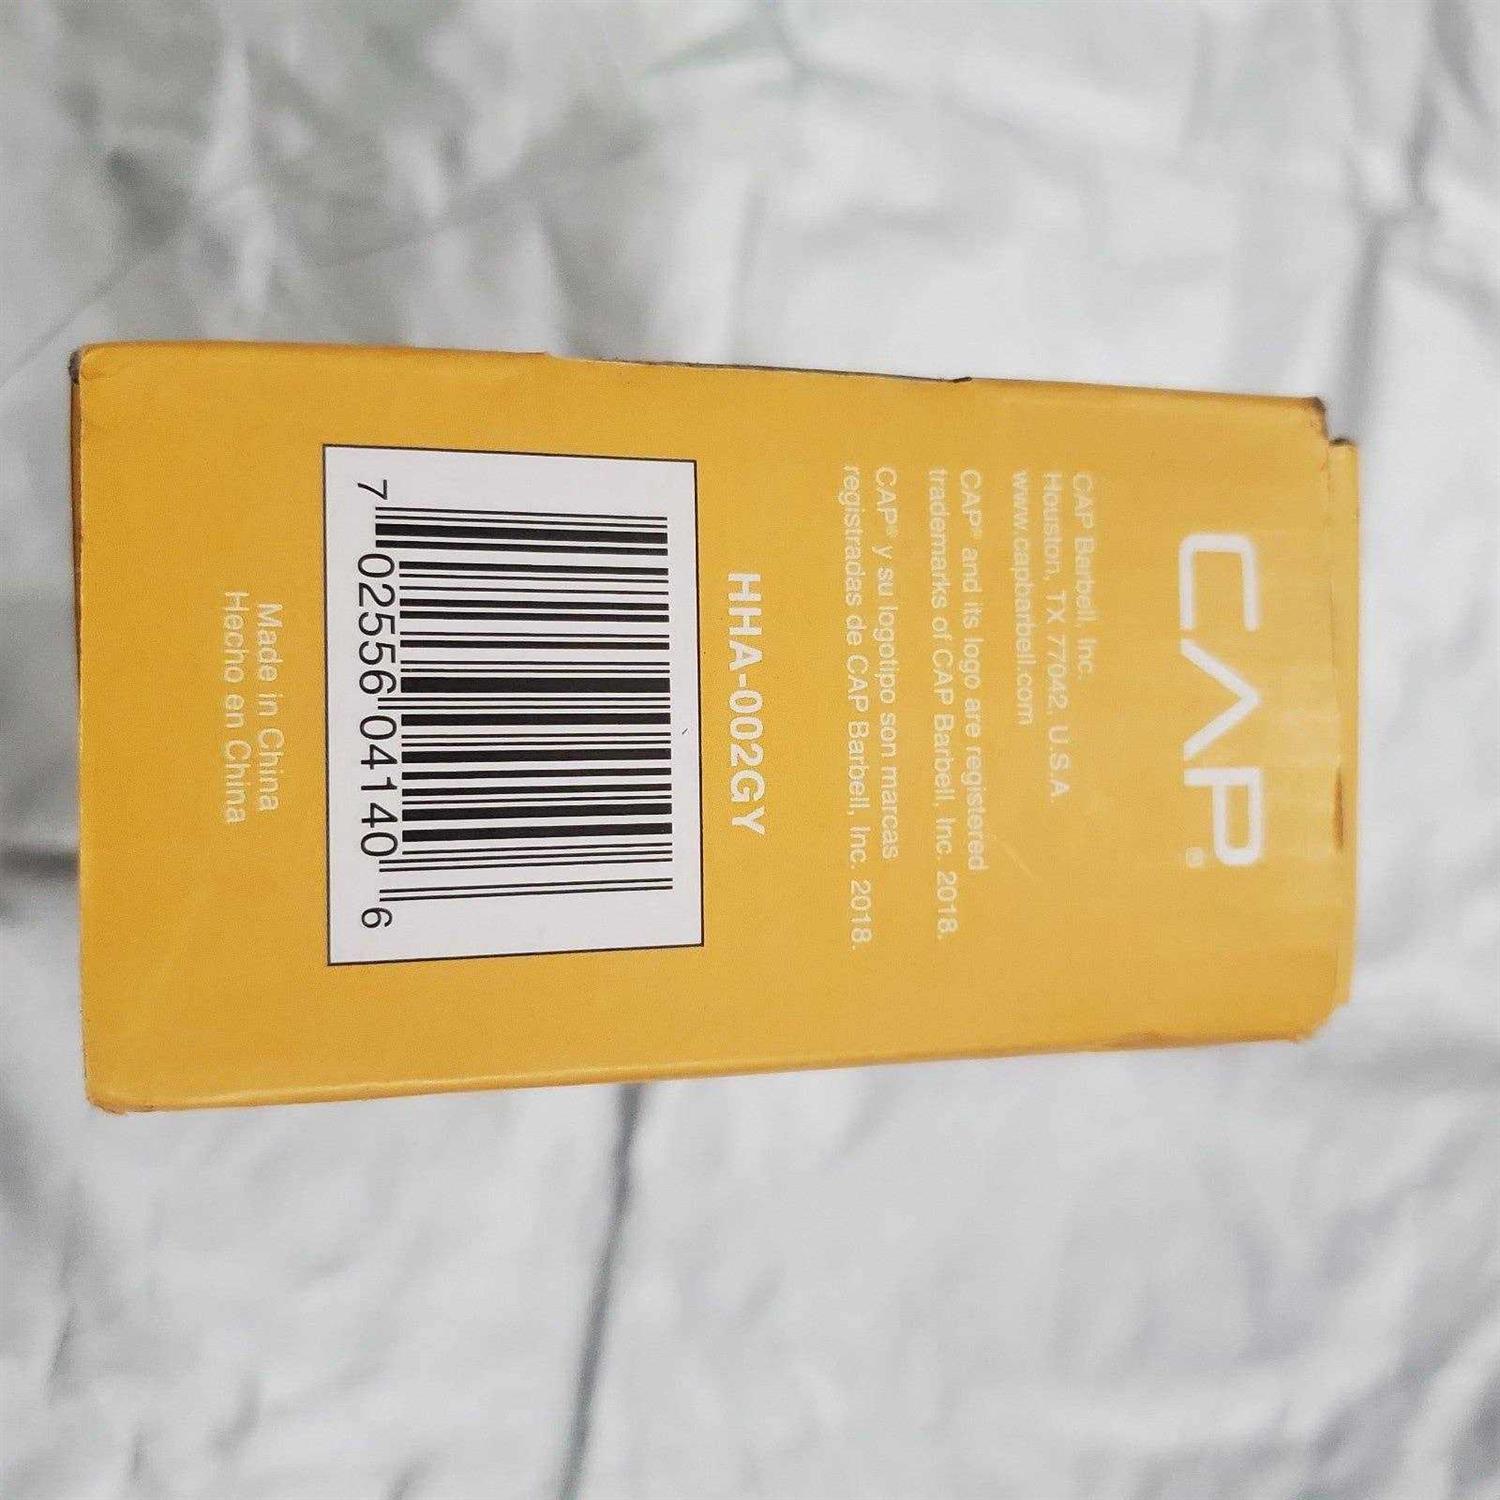 CAP®
CAP Barbell, Inc.
Houston, TX 77042, U.S.A.
www.capbarbell.com
CAP® and its logo are registered
trademarks of CAP Barbell, Inc. 2018.
CAP® y su logotipo son marcas
registradas de CAP Barbell, Inc. 2018.
HHA-002GY
7 02556 04140 6
Made in China
Hecho en China